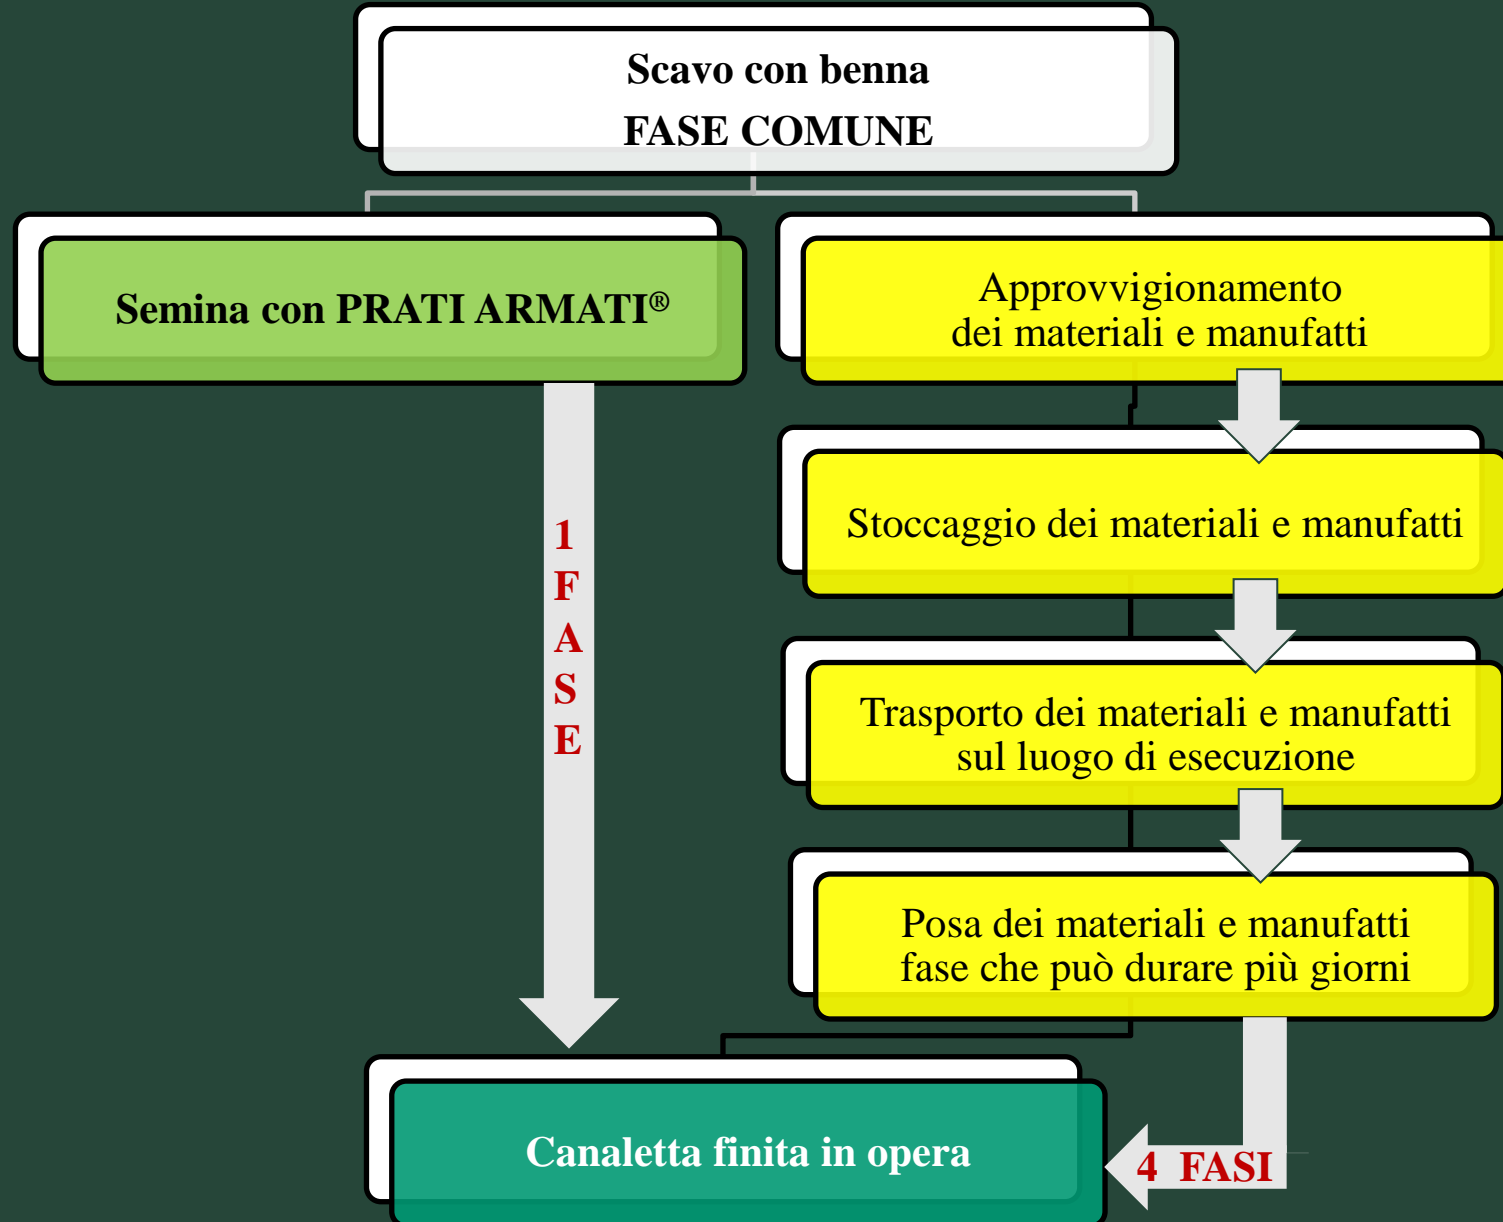 Scavo con benna
FASE COMUNE
Semina con PRATI ARMATI®
Approvvigionamento
dei materiali e manufatti
Stoccaggio dei materiali e manufatti
1
F
A
S
E
Trasporto dei materiali e manufatti
sul luogo di esecuzione
Posa dei materiali e manufatti
fase che può durare più giorni
Canaletta finita in opera
4 FASI